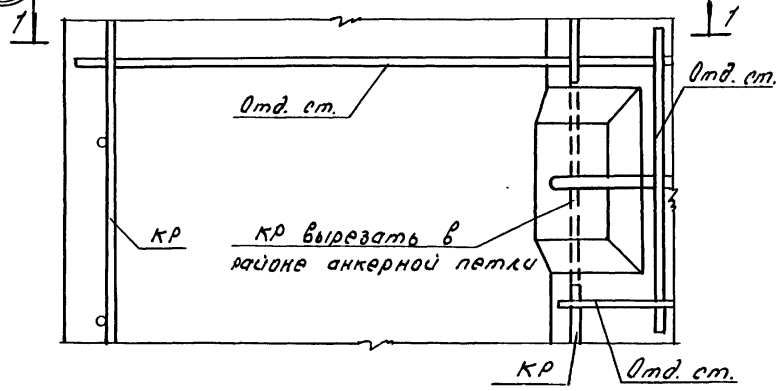 1 1
Отд. ст.
Отд. ст.
КР
КР вырезать в
районе анкерной петли
КР
Отд. ст.